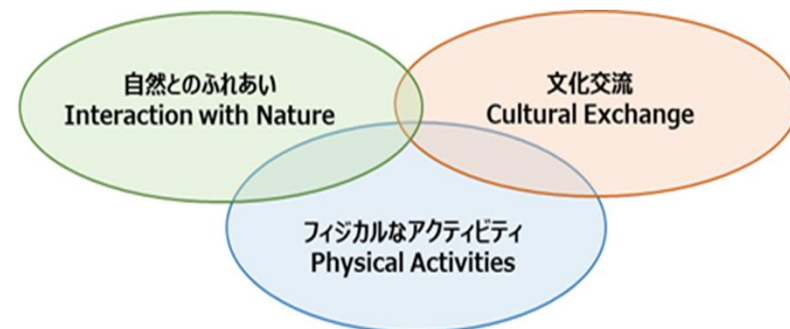 自然とのふれあい
Interaction with Nature
文化交流
Cultural Exchange
フィジカルなアクティビティ
Physical Activities